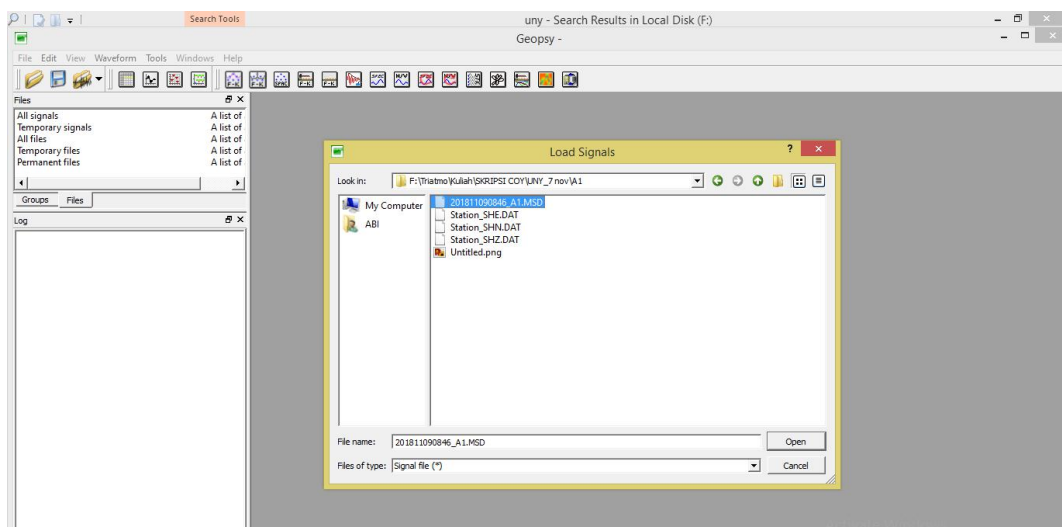 Search Tools
uny - Search Results in Local Disk (F:)
Geopsy -
File Edit View Waveform Tools Windows Help
Files
All signals A list of
Temporary signals A list of
All files A list of
Temporary files A list of
Permanent files A list of
Groups Files
Log
Load Signals
Look in: F:\Triatmo\Kuliah\SKRIPSI COY\UNY_7 nov\A1
My Computer
ABI
201811090846_A1.MSD
Station_SHE.DAT
Station_SHN.DAT
Station_SHZ.DAT
Untitled.png
File name: 201811090846_A1.MSD
Open
Files of type: Signal file (*)
Cancel